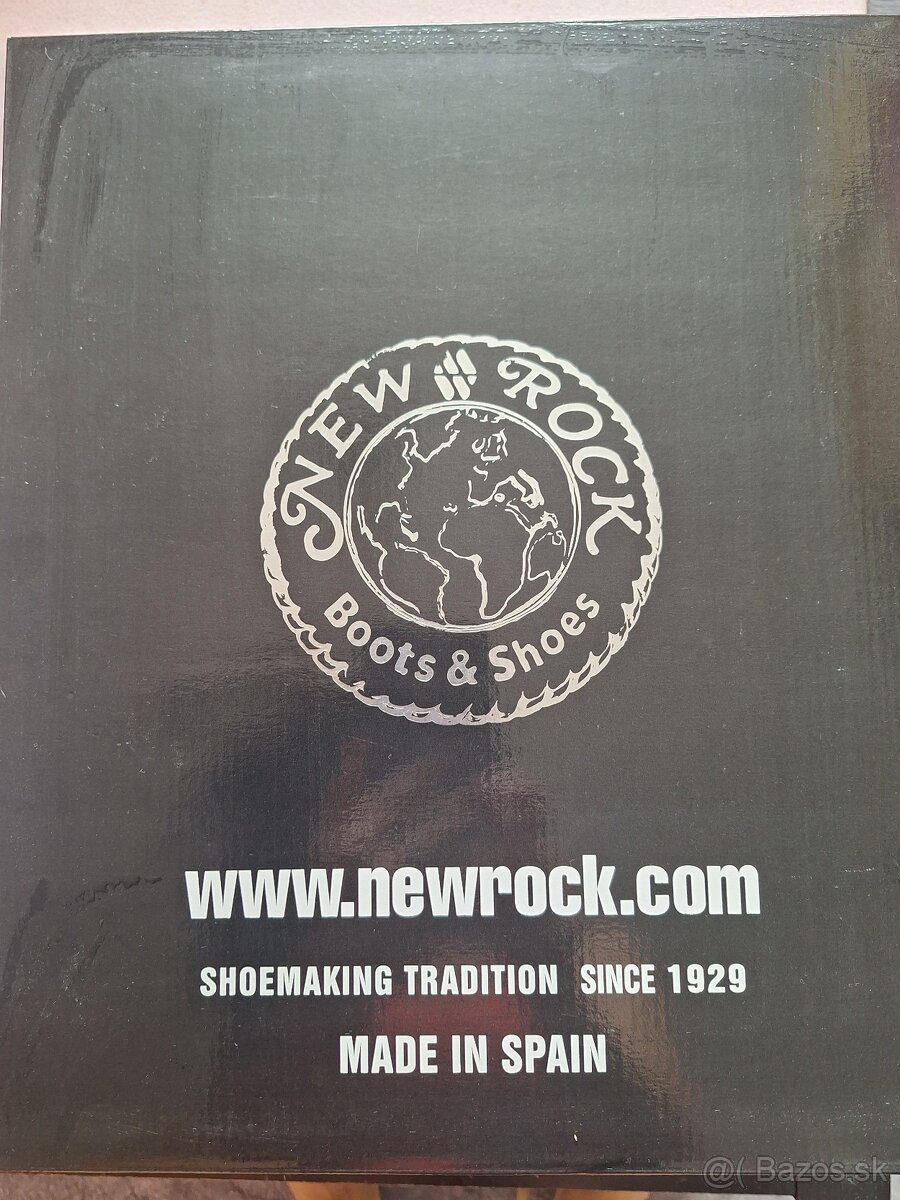 NEW ROCK
Boots & Shoes
www.newrock.com
SHOEMAKING TRADITION SINCE 1929
MADE IN SPAIN
@( Bazos.sk